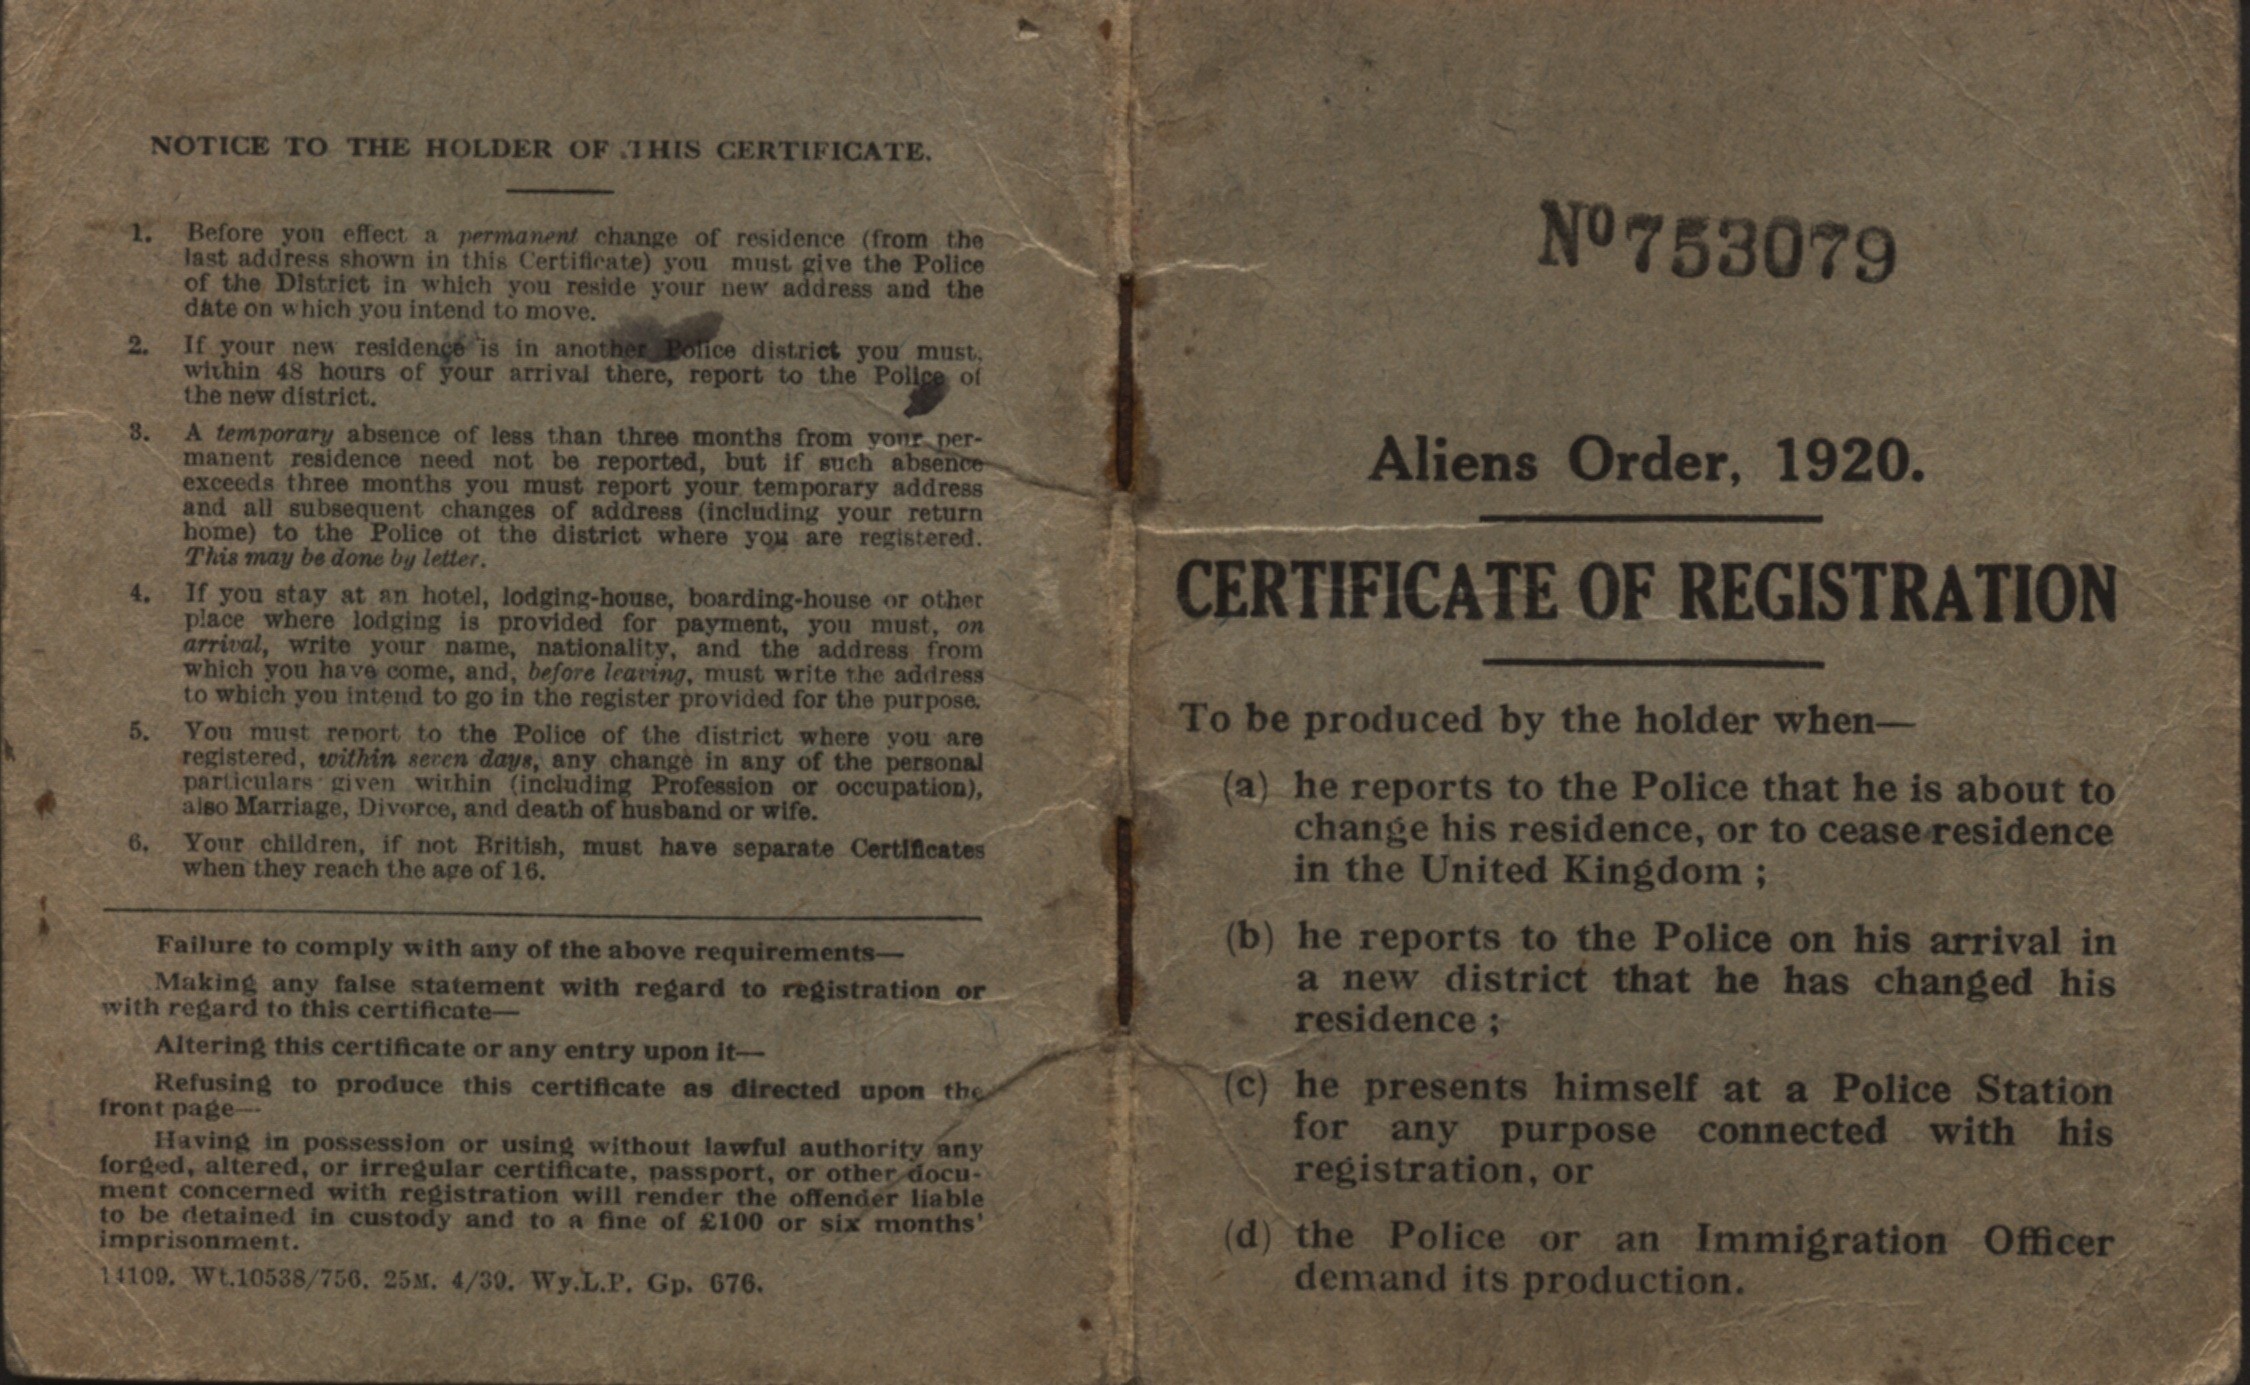 NOTICE TO THE HOLDER OF THIS CERTIFICATE.
1. Before you effect a permanent change of residence (from the
last address shown in this Certificate) you must give the Police
of the District in which you reside your new address and the
date on which you intend to move.
2. If your new residence is in another Police district you must,
within 48 hours of your arrival there, report to the Police of
the new district.
3. A temporary absence of less than three months from your per-
manent residence need not be reported, but if such absence
exceeds three months you must report your temporary address
and all subsequent changes of address (including your return
home) to the Police of the district where you are registered.
This may be done by letter.
4. If you stay at an hotel, lodging-house, boarding-house or other
place where lodging is provided for payment, you must, on
arrival, write your name, nationality, and the address from
which you have come, and, before leaving, must write the address
to which you intend to go in the register provided for the purpose.
5. You must report to the Police of the district where you are
registered, within seven days, any change in any of the personal
particulars given within (including Profession or occupation),
also Marriage, Divorce, and death of husband or wife.
6. Your children, if not British, must have separate Certificates
when they reach the age of 16.
Failure to comply with any of the above requirements—
Making any false statement with regard to registration or
with regard to this certificate—
Altering this certificate or any entry upon it—
Refusing to produce this certificate as directed upon the
front page—
Having in possession or using without lawful authority any
forged, altered, or irregular certificate, passport, or other docu-
ment concerned with registration will render the offender liable
to be detained in custody and to a fine of £100 or six months'
imprisonment.
14109. Wt.10538/756. 25M. 4/39. Wy.L.P. Gp. 676.
Nº 753079
Aliens Order, 1920.
CERTIFICATE OF REGISTRATION
To be produced by the holder when—
(a) he reports to the Police that he is about to
change his residence, or to cease residence
in the United Kingdom ;
(b) he reports to the Police on his arrival in
a new district that he has changed his
residence ;
(c) he presents himself at a Police Station
for any purpose connected with his
registration, or
(d) the Police or an Immigration Officer
demand its production.